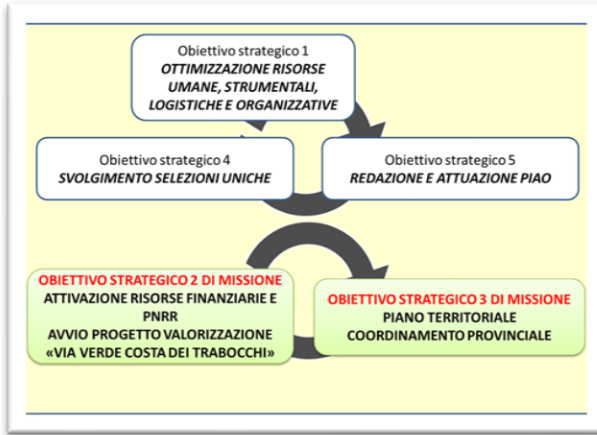 Obiettivo strategico 1
OTTIMIZZAZIONE RISORSE
UMANE, STRUMENTALI,
LOGISTICHE E ORGANIZZATIVE
Obiettivo strategico 4
SVOLGIMENTO SELEZIONI UNICHE
Obiettivo strategico 5
REDAZIONE E ATTUAZIONE PIAO
OBIETTIVO STRATEGICO 2 DI MISSIONE
ATTIVAZIONE RISORSE FINANZIARIE E
PNRR
AVVIO PROGETTO VALORIZZAZIONE
«VIA VERDE COSTA DEI TRABOCCHI»
OBIETTIVO STRATEGICO 3 DI MISSIONE
PIANO TERRITORIALE
COORDINAMENTO PROVINCIALE